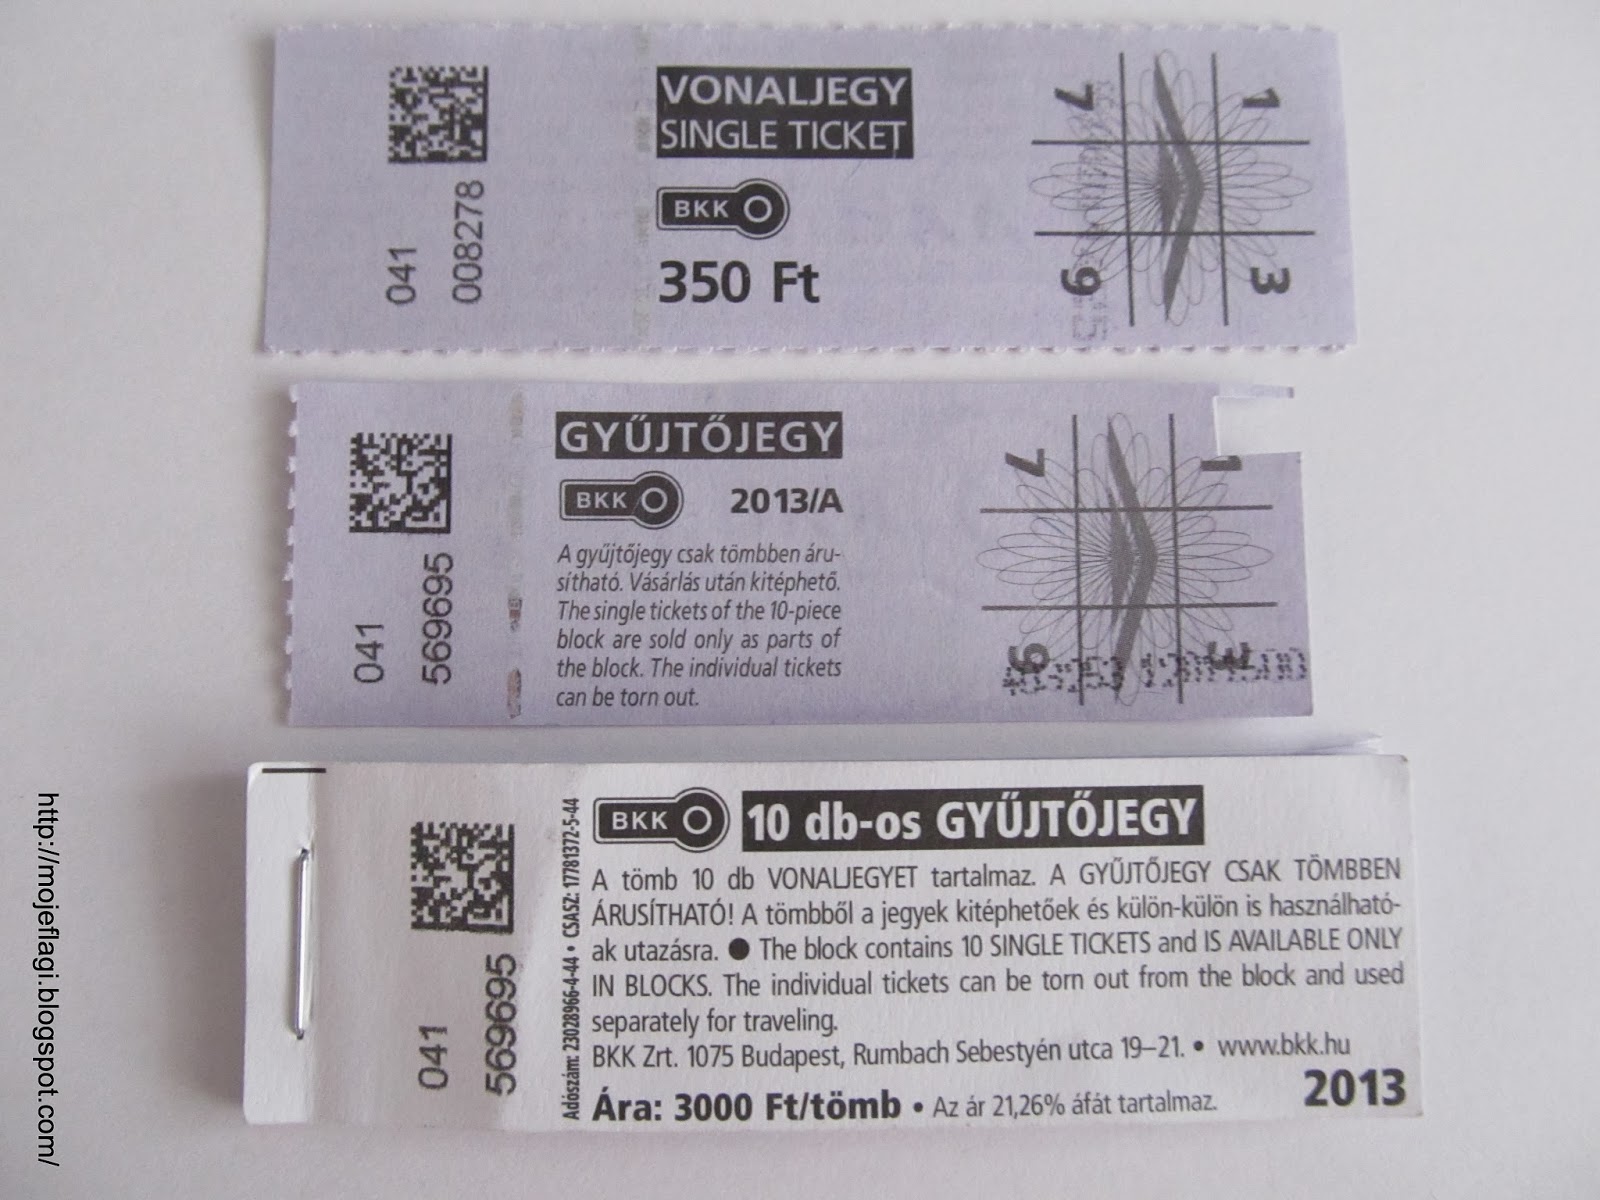 VONALJEGY
SINGLE TICKET
BKK
350 Ft
041
008278
7
1
9
3
GYŰJTŐJEGY
BKK
2013/A
A gyűjtőjegy csak tömbben áru-
sítható. Vásárlás után kitéphető.
The single tickets of the 10-piece
block are sold only as parts of
the block. The individual tickets
can be torn out.
041
569695
7
1
9
3
BKK
10 db-os GYŰJTŐJEGY
A tömb 10 db VONALJEGYET tartalmaz. A GYŰJTŐJEGY CSAK TÖMBBEN
ÁRUSÍTHATÓ! A tömbből a jegyek kitéphetőek és külön-külön is használható-
ak utazásra. ● The block contains 10 SINGLE TICKETS and IS AVAILABLE ONLY
IN BLOCKS. The individual tickets can be torn out from the block and used
separately for traveling.
BKK Zrt. 1075 Budapest, Rumbach Sebestyén utca 19–21. • www.bkk.hu
Ára: 3000 Ft/tömb • Az ár 21,26% áfát tartalmaz.
2013
041
569695
Adószám: 23028966-4-44 • CSASZ: 17781372-5-44
http://mojeflagi.blogspot.com/